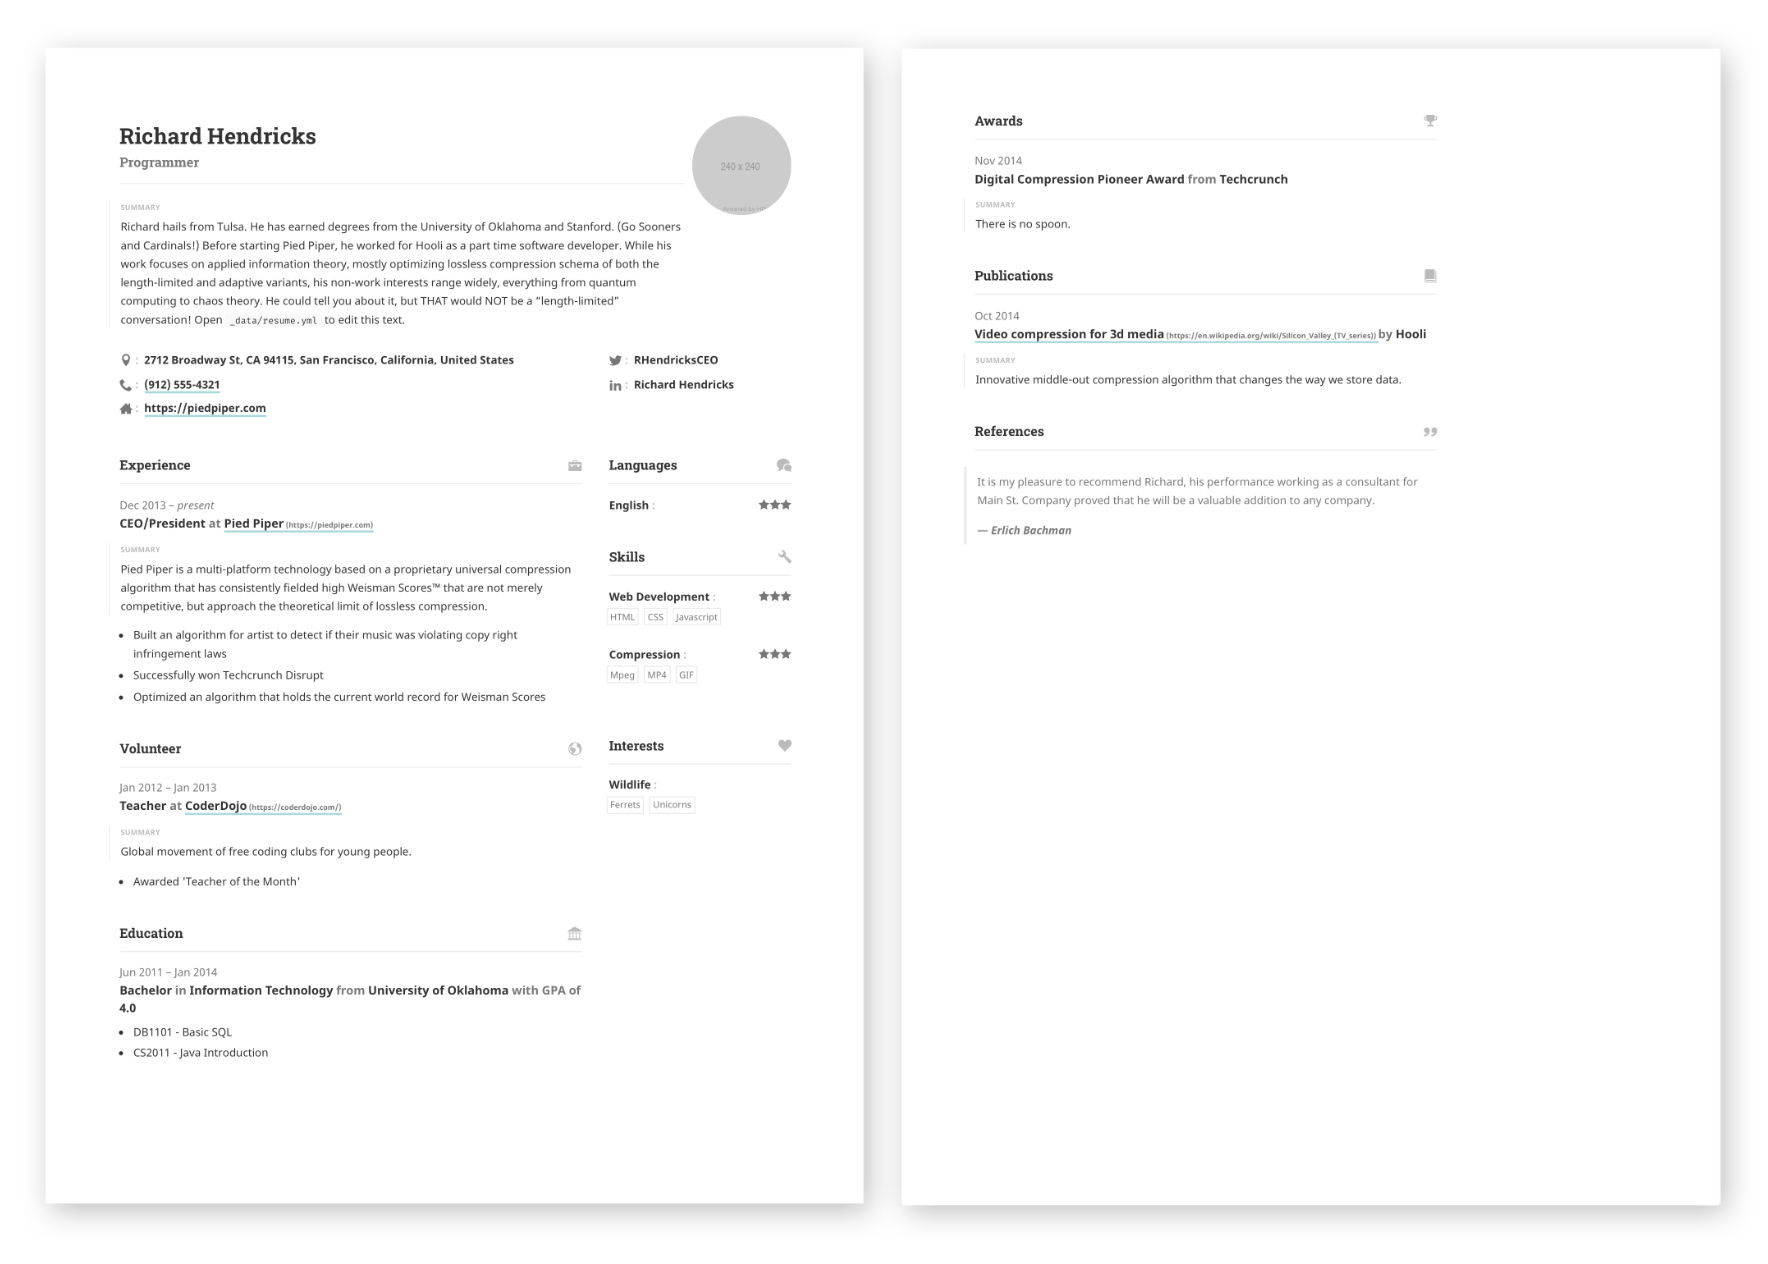 Richard Hendricks
Programmer
240 x 240
SUMMARY
Richard hails from Tulsa. He has earned degrees from the University of Oklahoma and Stanford. (Go Sooners
and Cardinals!) Before starting Pied Piper, he worked for Hooli as a part time software developer. While his
work focuses on applied information theory, mostly optimizing lossless compression schema of both the
length-limited and adaptive variants, his non-work interests range widely, everything from quantum
computing to chaos theory. He could tell you about it, but THAT would NOT be a “length-limited”
conversation! Open _data/resume.yml to edit this text.
: 2712 Broadway St, CA 94115, San Francisco, California, United States
: (912) 555-4321
: https://piedpiper.com
: RHendricksCEO
: Richard Hendricks
Experience
Dec 2013 – present
CEO/President at Pied Piper (https://piedpiper.com)
SUMMARY
Pied Piper is a multi-platform technology based on a proprietary universal compression
algorithm that has consistently fielded high Weisman Scores™ that are not merely
competitive, but approach the theoretical limit of lossless compression.
• Built an algorithm for artist to detect if their music was violating copy right
infringement laws
• Successfully won Techcrunch Disrupt
• Optimized an algorithm that holds the current world record for Weisman Scores
Volunteer
Jan 2012 – Jan 2013
Teacher at CoderDojo (https://coderdojo.com/)
SUMMARY
Global movement of free coding clubs for young people.
• Awarded 'Teacher of the Month'
Education
Jun 2011 – Jan 2014
Bachelor in Information Technology from University of Oklahoma with GPA of
4.0
• DB1101 - Basic SQL
• CS2011 - Java Introduction
Languages
English : ★★★
Skills
Web Development : ★★★
HTML CSS Javascript
Compression : ★★★
Mpeg MP4 GIF
Interests
Wildlife :
Ferrets Unicorns
Awards
Nov 2014
Digital Compression Pioneer Award from Techcrunch
SUMMARY
There is no spoon.
Publications
Oct 2014
Video compression for 3d media (https://en.wikipedia.org/wiki/Silicon_Valley_(TV_series)) by Hooli
SUMMARY
Innovative middle-out compression algorithm that changes the way we store data.
References
It is my pleasure to recommend Richard, his performance working as a consultant for
Main St. Company proved that he will be a valuable addition to any company.
— Erlich Bachman